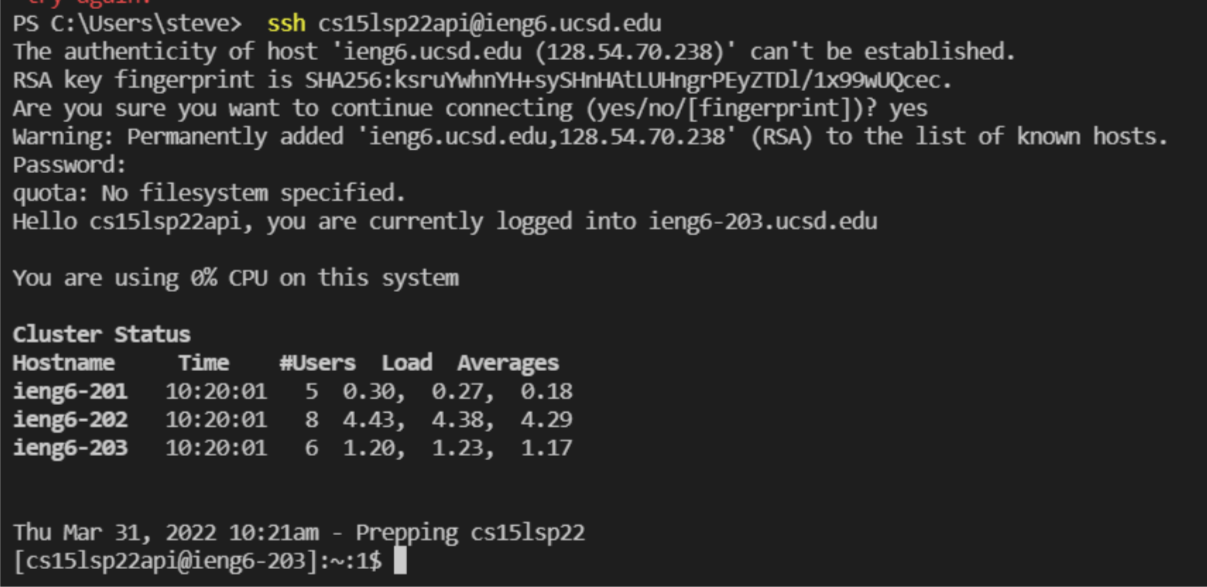 try again.
PS C:\Users\steve>  ssh cs15lsp22api@ieng6.ucsd.edu
The authenticity of host 'ieng6.ucsd.edu (128.54.70.238)' can't be established.
RSA key fingerprint is SHA256:ksruYwhnYH+sySHnHAtLUHngrPEyZTDl/1x99wUQcec.
Are you sure you want to continue connecting (yes/no/[fingerprint])? yes
Warning: Permanently added 'ieng6.ucsd.edu,128.54.70.238' (RSA) to the list of known hosts.
Password:
quota: No filesystem specified.
Hello cs15lsp22api, you are currently logged into ieng6-203.ucsd.edu
You are using 0% CPU on this system
Cluster Status
Hostname     Time    #Users  Load  Averages
ieng6-201   10:20:01   5  0.30,  0.27,  0.18
ieng6-202   10:20:01   8  4.43,  4.38,  4.29
ieng6-203   10:20:01   6  1.20,  1.23,  1.17
Thu Mar 31, 2022 10:21am - Prepping cs15lsp22
[cs15lsp22api@ieng6-203]:~:1$